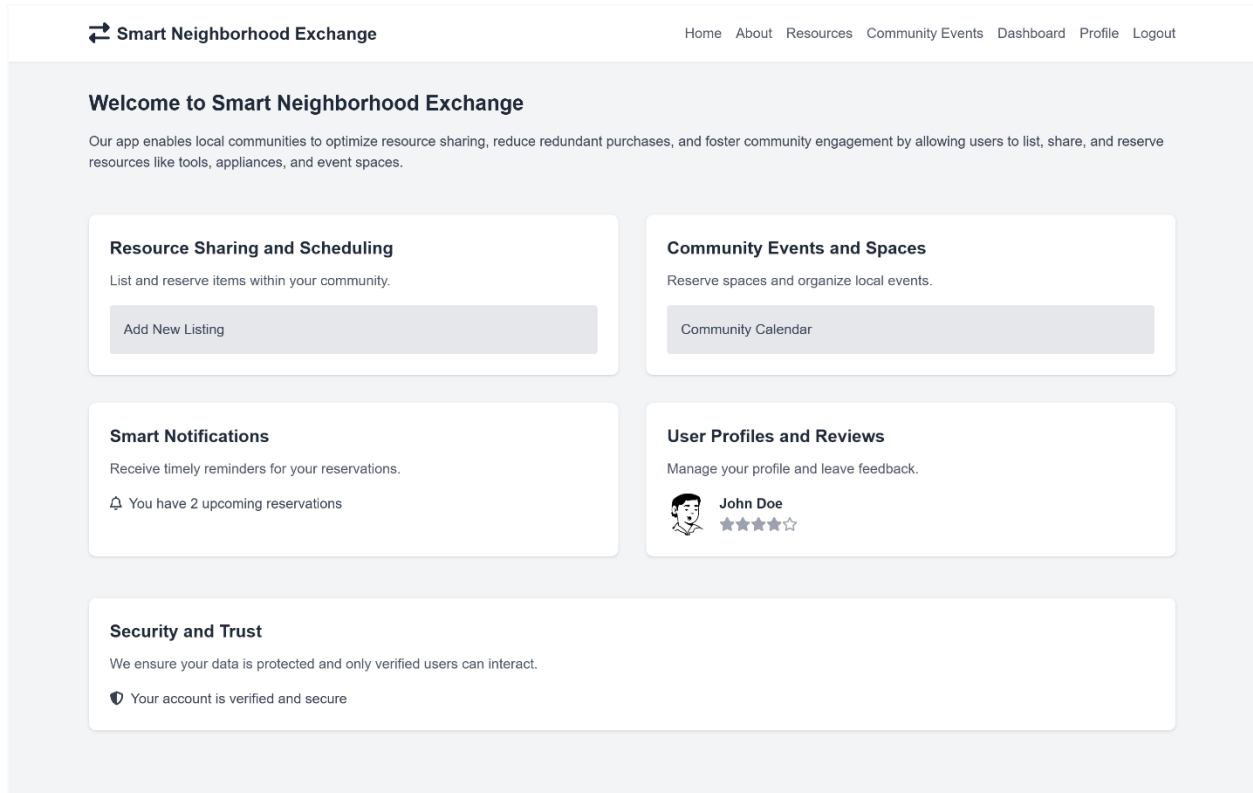 Smart Neighborhood Exchange
Home About Resources Community Events Dashboard Profile Logout
Welcome to Smart Neighborhood Exchange
Our app enables local communities to optimize resource sharing, reduce redundant purchases, and foster community engagement by allowing users to list, share, and reserve
resources like tools, appliances, and event spaces.
Resource Sharing and Scheduling
List and reserve items within your community.
Add New Listing
Community Events and Spaces
Reserve spaces and organize local events.
Community Calendar
Smart Notifications
Receive timely reminders for your reservations.
You have 2 upcoming reservations
User Profiles and Reviews
Manage your profile and leave feedback.
John Doe
Security and Trust
We ensure your data is protected and only verified users can interact.
Your account is verified and secure